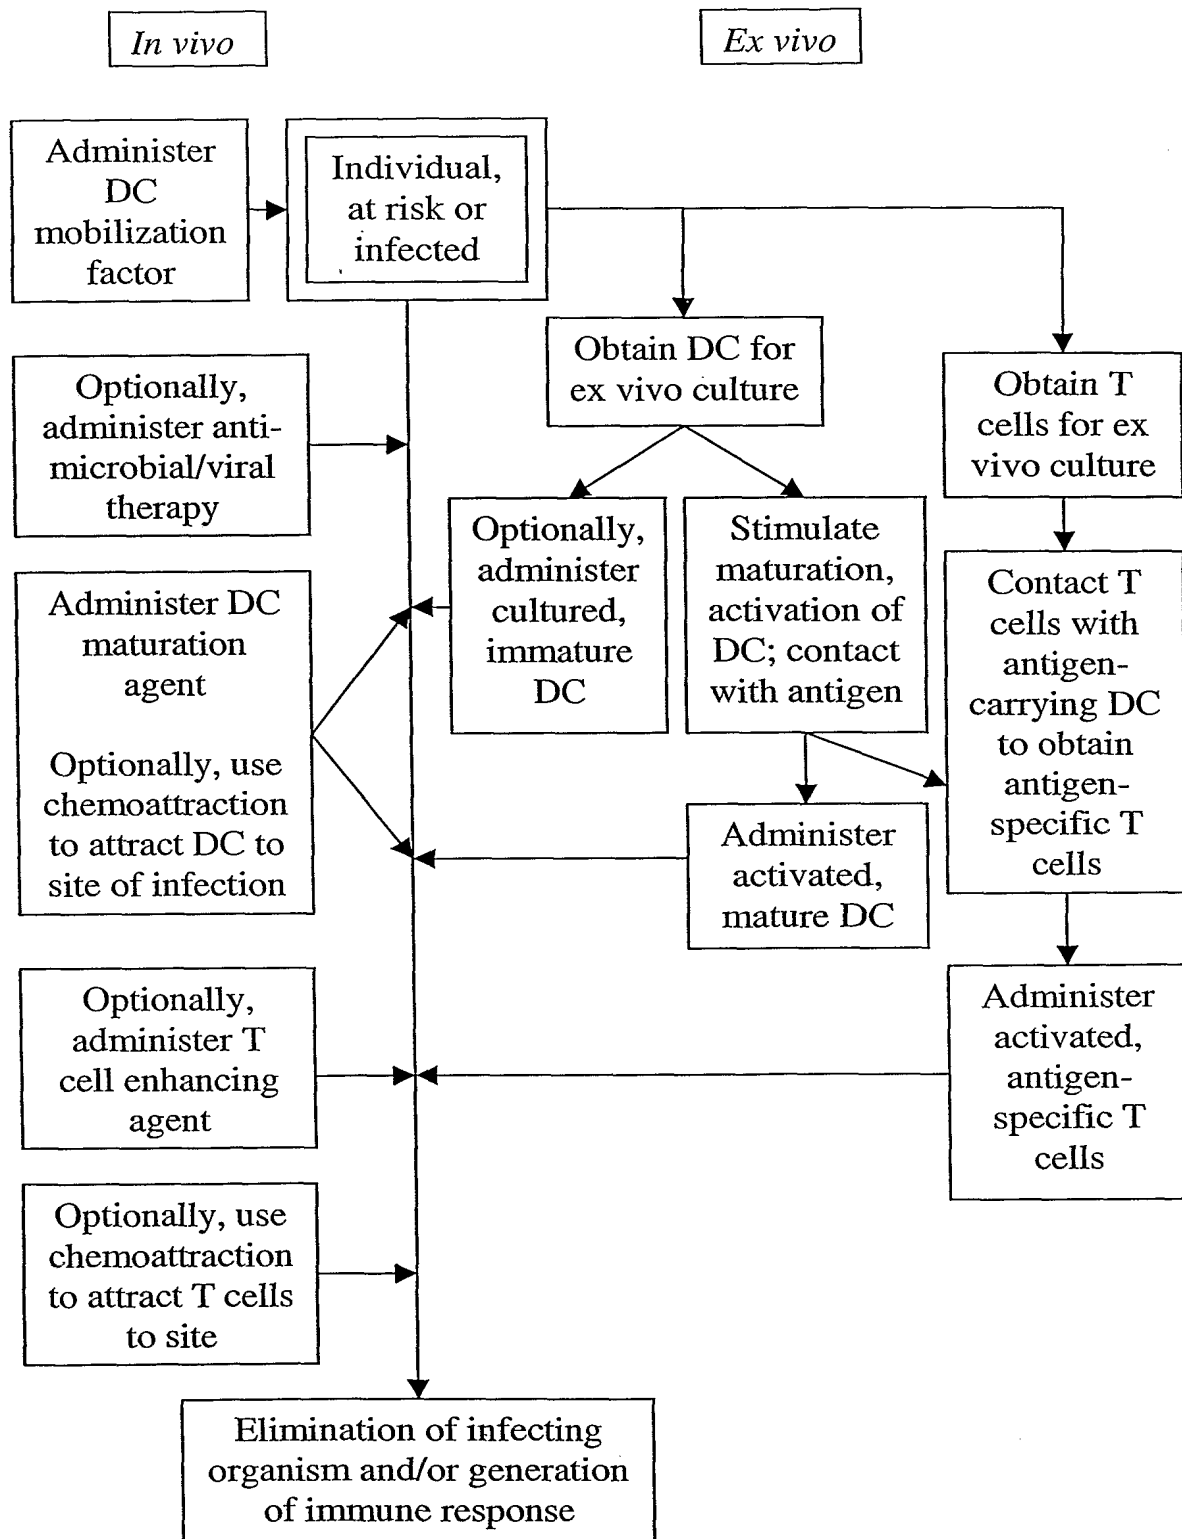 In vivo
Ex vivo
Administer
DC
mobilization
factor
Individual,
at risk or
infected
Obtain DC for
ex vivo culture
Obtain T
cells for ex
vivo culture
Optionally,
administer anti-
microbial/viral
therapy
Optionally,
administer
cultured,
immature
DC
Stimulate
maturation,
activation of
DC; contact
with antigen
Contact T
cells with
antigen-
carrying DC
to obtain
antigen-
specific T
cells
Administer DC
maturation
agent
Optionally, use
chemoattraction
to attract DC to
site of infection
Administer
activated,
mature DC
Optionally,
administer T
cell enhancing
agent
Administer
activated,
antigen-
specific T
cells
Optionally, use
chemoattraction
to attract T cells
to site
Elimination of infecting
organism and/or generation
of immune response